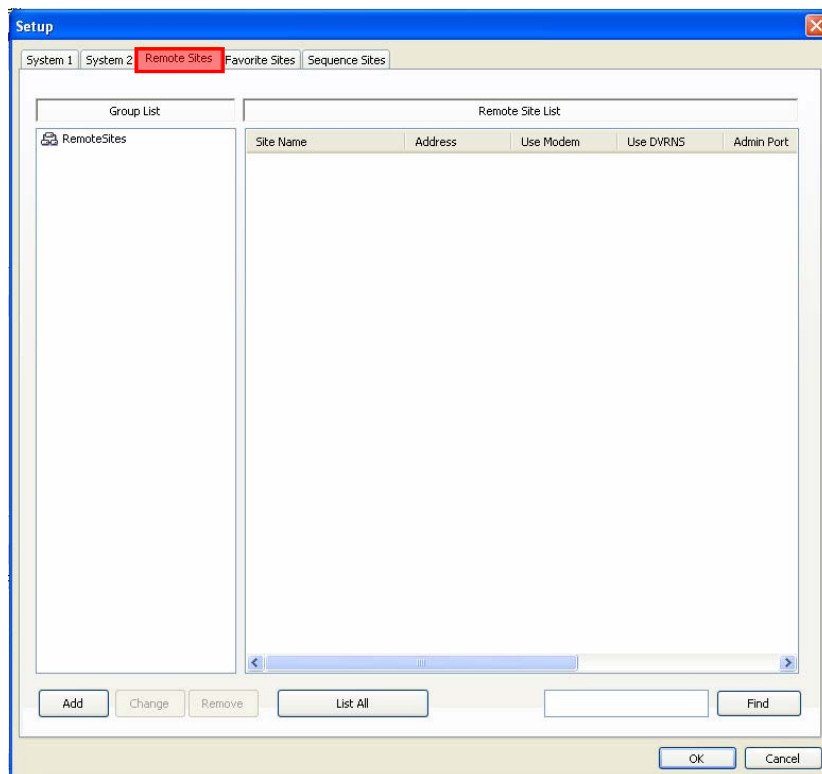 Setup
System 1 System 2 Remote Sites Favorite Sites Sequence Sites
Group List Remote Site List
RemoteSites
Site Name Address Use Modem Use DVRNS Admin Port
Add Change Remove List All Find
OK Cancel